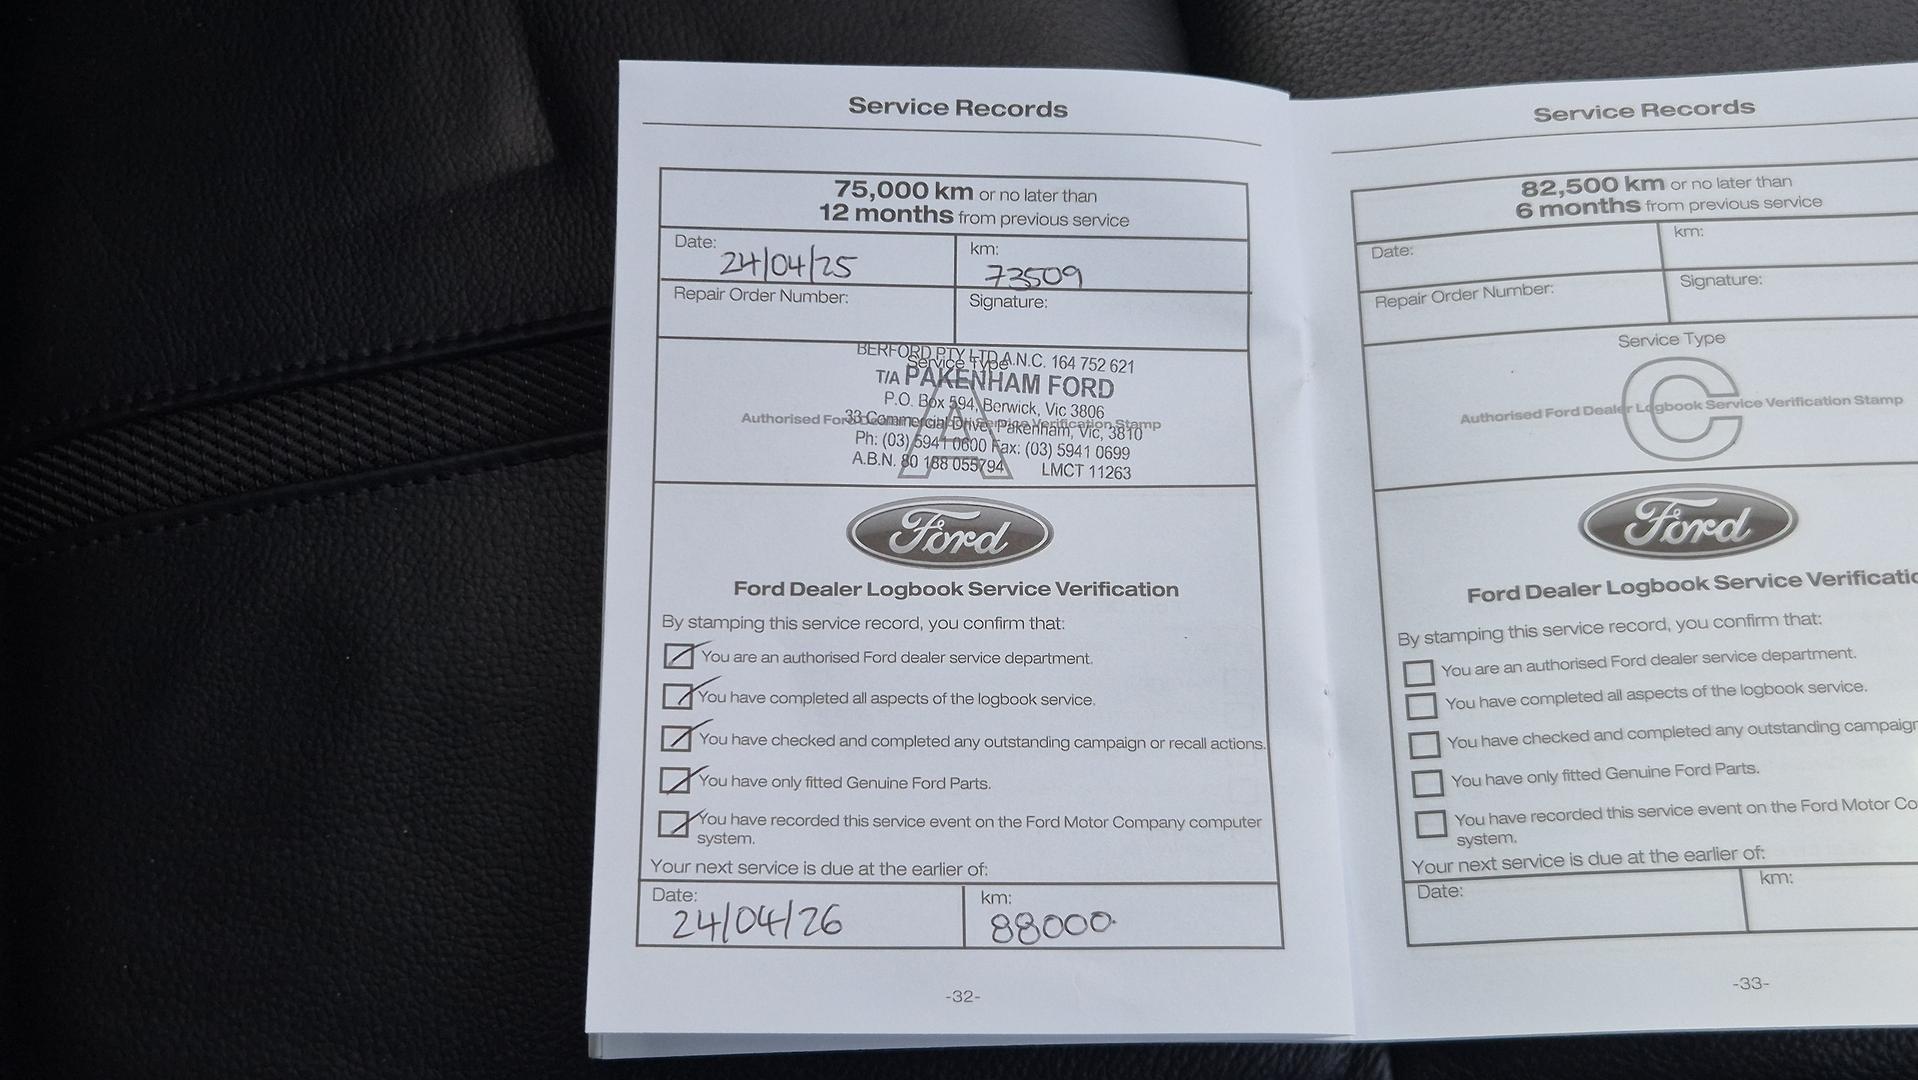 Service Records
75,000 km or no later than
12 months from previous service
Date:
24/04/25
km:
73509
Repair Order Number:
Signature:
BERFORD PTY LTD A.N.C. 164 752 621
Service Type
T/A PAKENHAM FORD
P.O. Box 594, Berwick, Vic 3806
33 Commercial Drive, Pakenham, Vic, 3810
Authorised Ford Dealer Logbook Service Verification Stamp
A
Ph: (03) 5941 0600 Fax: (03) 5941 0699
A.B.N. 80 188 055794 LMCT 11263
Ford
Ford Dealer Logbook Service Verification
By stamping this service record, you confirm that:
You are an authorised Ford dealer service department.
You have completed all aspects of the logbook service.
You have checked and completed any outstanding campaign or recall actions.
You have only fitted Genuine Ford Parts.
You have recorded this service event on the Ford Motor Company computer
system.
Your next service is due at the earlier of:
Date:
24/04/26
km:
88000
-32-
Service Records
82,500 km or no later than
6 months from previous service
Date:
km:
Repair Order Number:
Signature:
Service Type
C
Authorised Ford Dealer Logbook Service Verification Stamp
Ford
Ford Dealer Logbook Service Verificatio
By stamping this service record, you confirm that:
You are an authorised Ford dealer service department.
You have completed all aspects of the logbook service.
You have checked and completed any outstanding campaign
You have only fitted Genuine Ford Parts.
You have recorded this service event on the Ford Motor Co
system.
Your next service is due at the earlier of:
Date:
km:
-33-